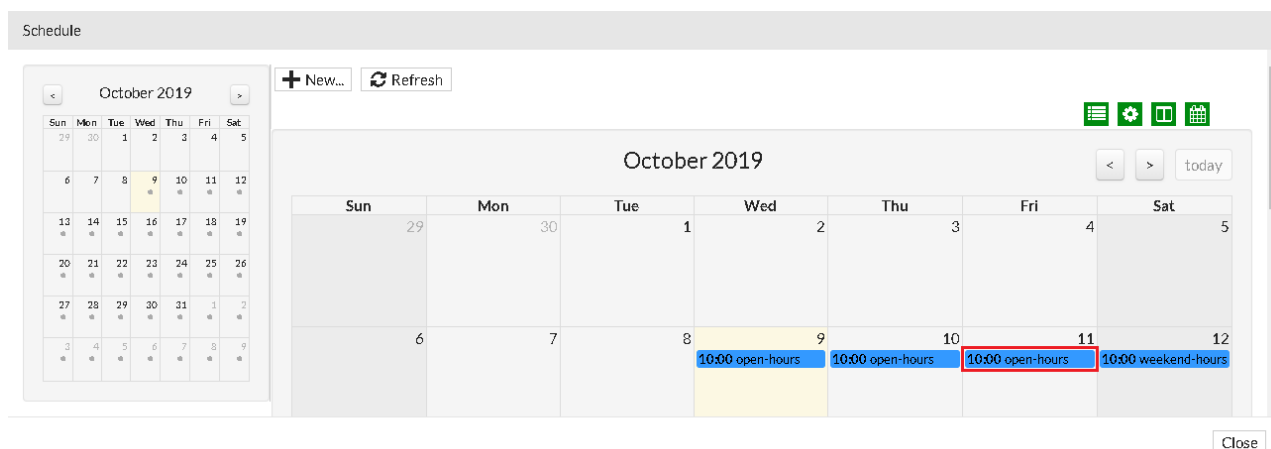 Schedule
< October 2019 >
Sun Mon Tue Wed Thu Fri Sat
29 30 1 2 3 4 5
6 7 8 9 10 11 12
13 14 15 16 17 18 19
20 21 22 23 24 25 26
27 28 29 30 31 1 2
3 4 5 6 7 8 9
New... Refresh
October 2019 < > today
Sun Mon Tue Wed Thu Fri Sat
29 30 1 2 3 4 5
6 7 8 9 10 11 12
10:00 open-hours 10:00 open-hours 10:00 open-hours 10:00 weekend-hours
Close